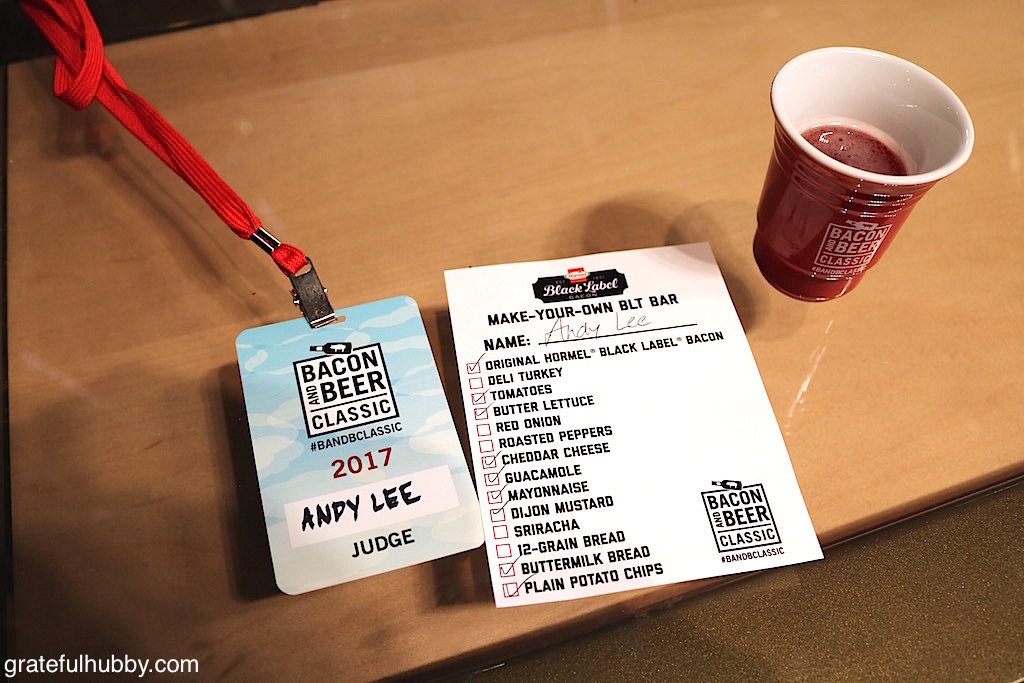 BACON
AND
BEER
CLASSIC
#BANDBCLASSIC
2017
ANDY LEE
JUDGE
Hormel
Black Label
BACON
MAKE-YOUR-OWN BLT BAR
NAME: Andy Lee
ORIGINAL HORMEL® BLACK LABEL® BACON
DELI TURKEY
TOMATOES
BUTTER LETTUCE
RED ONION
ROASTED PEPPERS
CHEDDAR CHEESE
GUACAMOLE
MAYONNAISE
DIJON MUSTARD
SRIRACHA
12-GRAIN BREAD
BUTTERMILK BREAD
PLAIN POTATO CHIPS
BACON
AND
BEER
CLASSIC
#BANDBCLASSIC
BACON
AND
BEER
CLASSIC
#BANDBCLASSIC
gratefulhubby.com